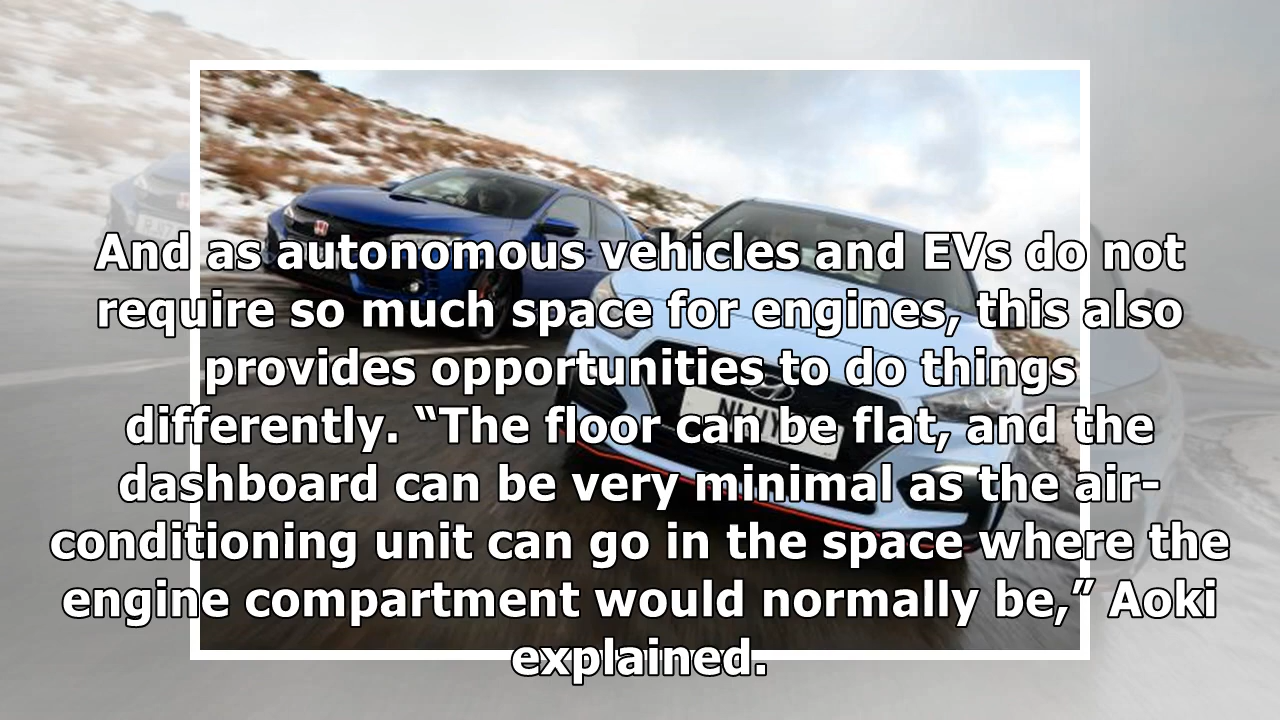 And as autonomous vehicles and EVs do not
require so much space for engines, this also
provides opportunities to do things
differently. “The floor can be flat, and the
dashboard can be very minimal as the air-
conditioning unit can go in the space where the
engine compartment would normally be,” Aoki
explained.